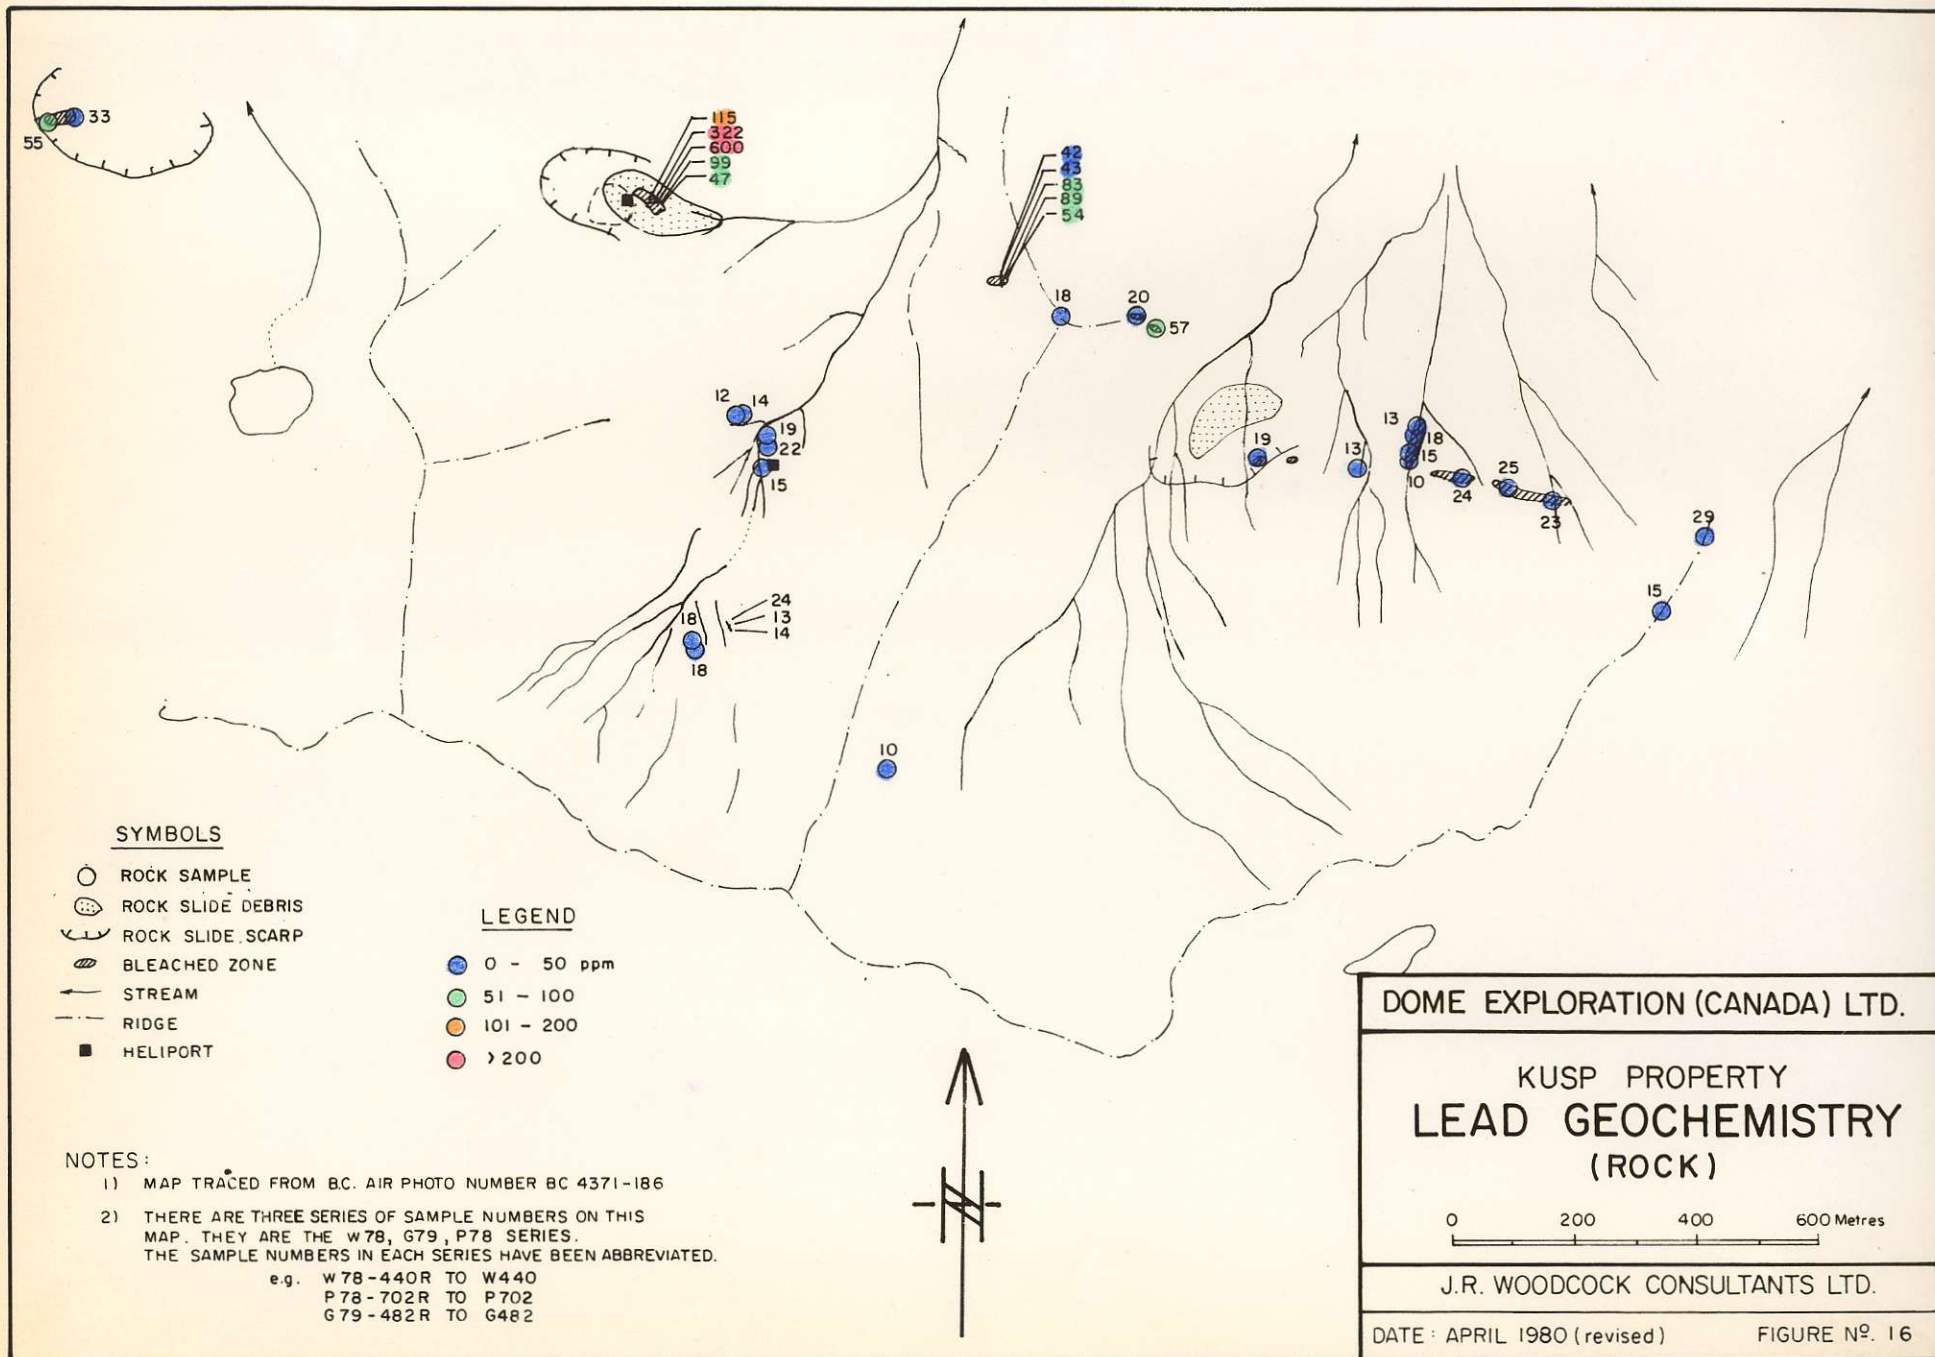 33
55
115
322
600
99
47
42
43
83
89
54
18
20
57
12
14
19
22
15
19
13
13
18
15
10
24
25
23
29
15
18
18
24
13
14
10
SYMBOLS
ROCK SAMPLE
ROCK SLIDE DEBRIS
ROCK SLIDE SCARP
BLEACHED ZONE
STREAM
RIDGE
HELIPORT
LEGEND
0 - 50 ppm
51 - 100
101 - 200
>200
NOTES:
1) MAP TRACED FROM B.C. AIR PHOTO NUMBER BC 4371-186
2) THERE ARE THREE SERIES OF SAMPLE NUMBERS ON THIS
MAP. THEY ARE THE W78, G79, P78 SERIES.
THE SAMPLE NUMBERS IN EACH SERIES HAVE BEEN ABBREVIATED.
e.g. W78-440R TO W440
P78-702R TO P702
G79-482R TO G482
N
DOME EXPLORATION (CANADA) LTD.
KUSP PROPERTY
LEAD GEOCHEMISTRY
(ROCK)
0 200 400 600 Metres
J.R. WOODCOCK CONSULTANTS LTD.
DATE: APRIL 1980 (revised) FIGURE Nº. 16